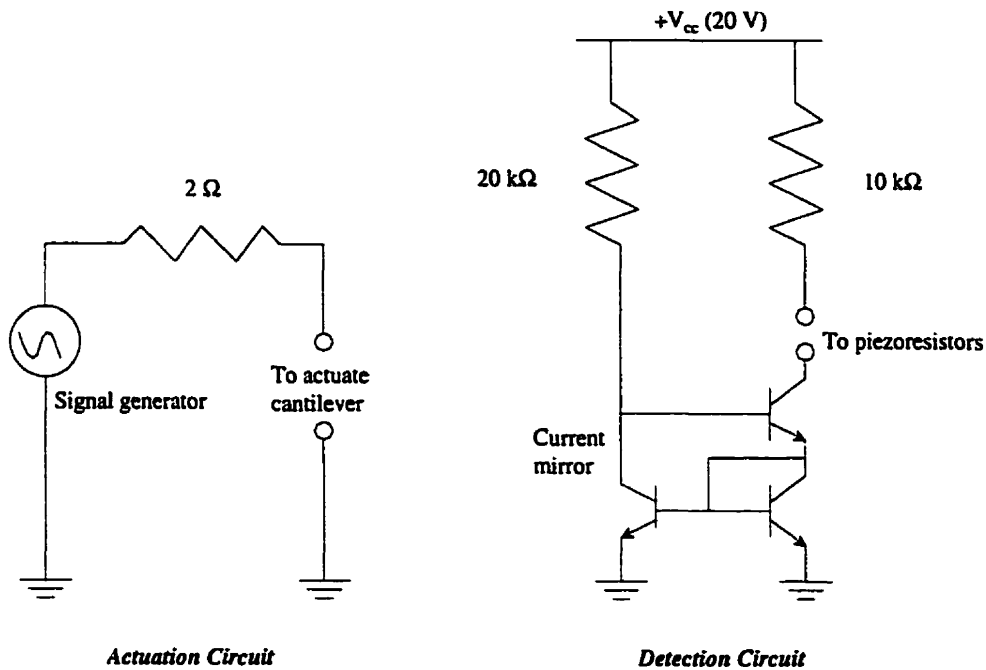 +Vcc (20 V)
2 Ω
20 kΩ
10 kΩ
To piezoresistors
Signal generator
To actuate
cantilever
Current
mirror
Actuation Circuit
Detection Circuit